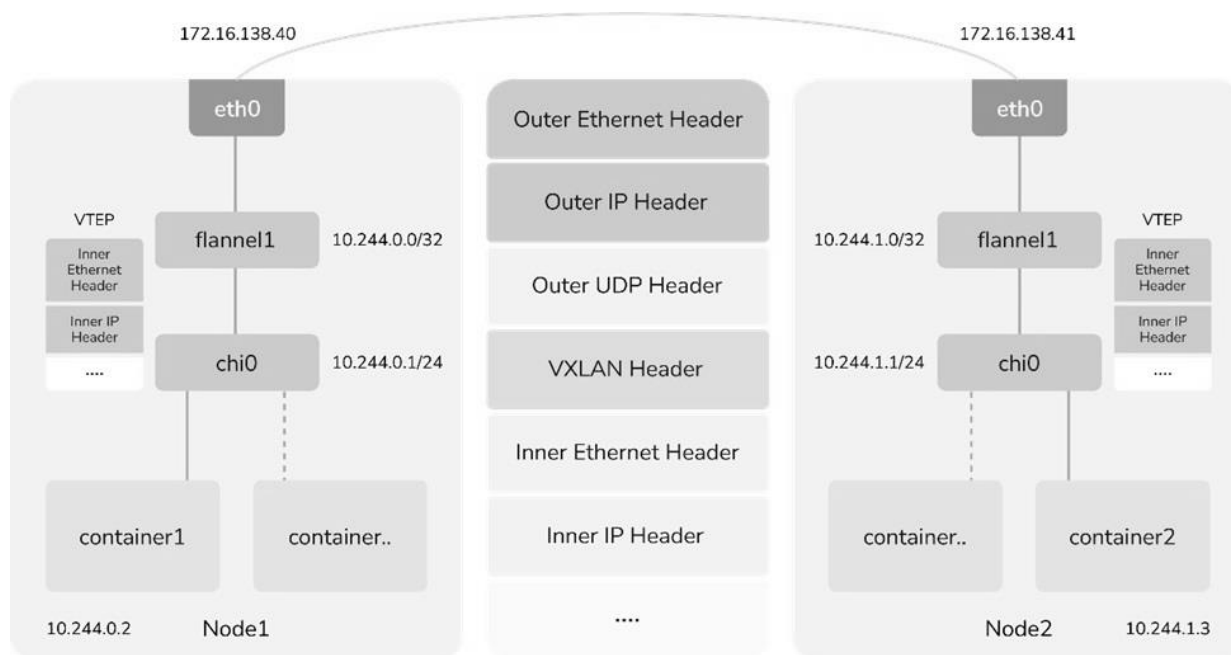 172.16.138.40
172.16.138.41
eth0
VTEP
flannel1
10.244.0.0/32
Inner
Ethernet
Header
Inner IP
Header
....
chi0
10.244.0.1/24
container1
container..
10.244.0.2
Node1
Outer Ethernet Header
Outer IP Header
Outer UDP Header
VXLAN Header
Inner Ethernet Header
Inner IP Header
....
eth0
10.244.1.0/32
flannel1
VTEP
Inner
Ethernet
Header
Inner IP
Header
....
10.244.1.1/24
chi0
container..
container2
Node2
10.244.1.3